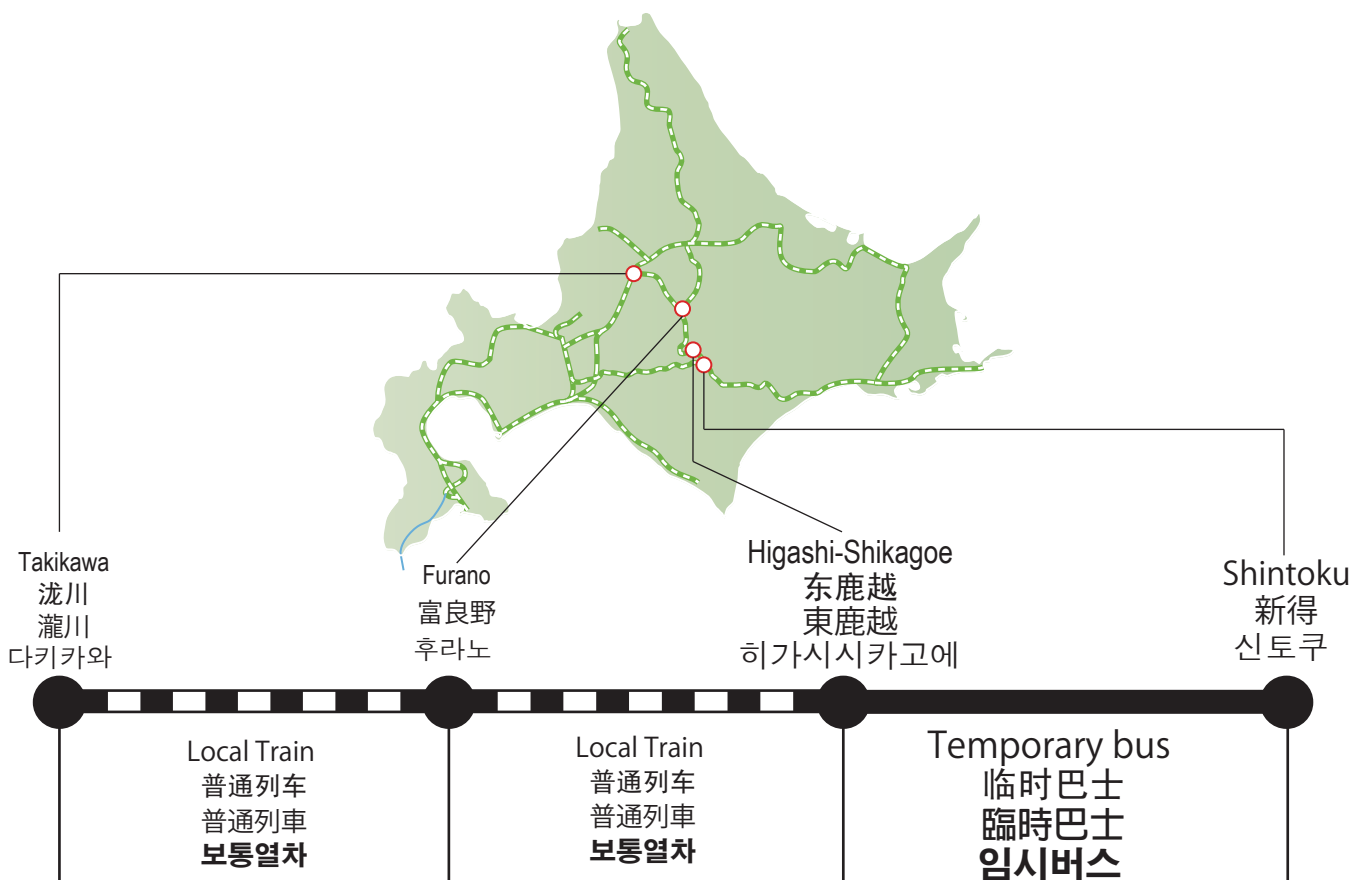 Takikawa
泷川
瀧川
다키카와
Furano
富良野
후라노
Higashi-Shikagoe
东鹿越
東鹿越
히가시시카고에
Shintoku
新得
신토쿠
Local Train
普通列车
普通列車
보통열차
Local Train
普通列车
普通列車
보통열차
Temporary bus
临时巴士
臨時巴士
임시버스